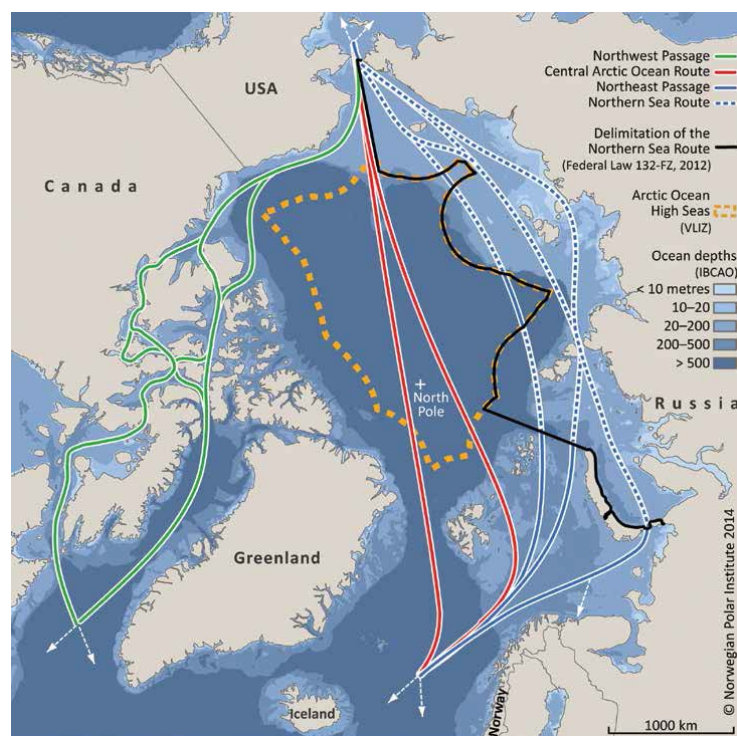 USA
Canada
Northwest Passage
Central Arctic Ocean Route
Northeast Passage
Northern Sea Route
Delimitation of the
Northern Sea Route
(Federal Law 132-FZ, 2012)
Arctic Ocean
High Seas
(VLIZ)
Ocean depths
(IBCAO)
< 10 metres
10–20
20–200
200–500
> 500
North
Pole
Russia
Greenland
Iceland
Norway
1000 km
© Norwegian Polar Institute 2014